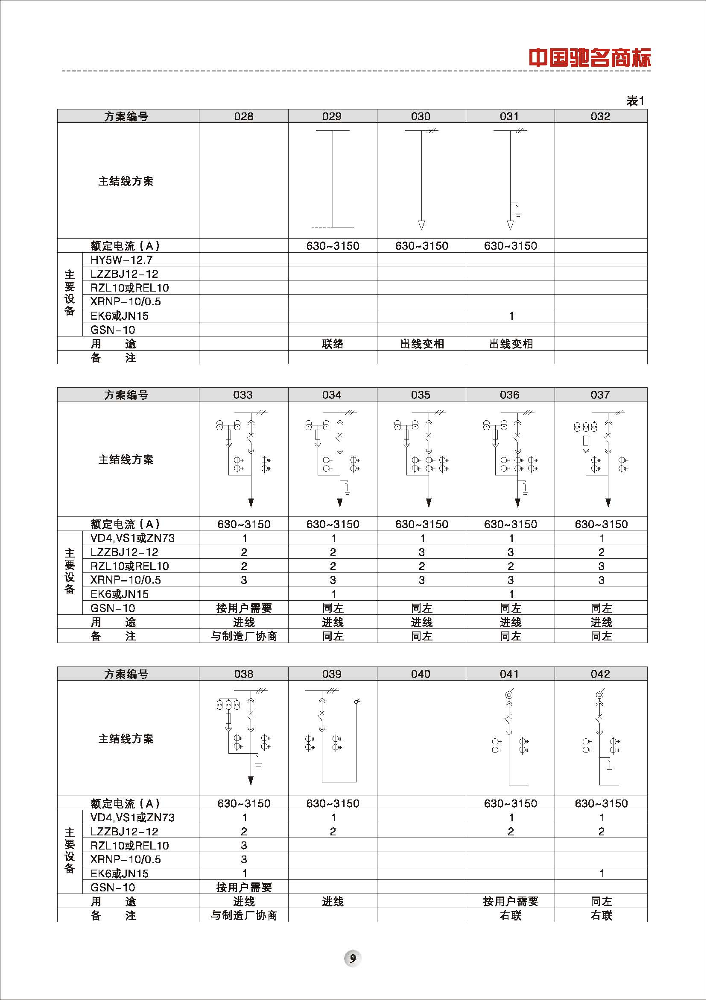 中国驰名商标
表1
方案编号 028 029 030 031 032
主结线方案
额定电流（A） 630~3150 630~3150 630~3150
主要设备
HY5W-12.7
LZZBJ12-12
RZL10或REL10
XRNP-10/0.5
EK6或JN15 1
GSN-10
用 途 联络 出线变相 出线变相
备 注
方案编号 033 034 035 036 037
主结线方案
额定电流（A） 630~3150 630~3150 630~3150 630~3150 630~3150
主要设备
VD4,VS1或ZN73 1 1 1 1 1
LZZBJ12-12 2 2 3 3 2
RZL10或REL10 2 2 2 2 3
XRNP-10/0.5 3 3 3 3 3
EK6或JN15 1 1
GSN-10 按用户需要 同左 同左 同左 同左
用 途 进线 进线 进线 进线 进线
备 注 与制造厂协商 同左 同左 同左 同左
方案编号 038 039 040 041 042
主结线方案
额定电流（A） 630~3150 630~3150 630~3150 630~3150
主要设备
VD4,VS1或ZN73 1 1 1 1
LZZBJ12-12 2 2 2 2
RZL10或REL10 3
XRNP-10/0.5 3
EK6或JN15 1 1
GSN-10 按用户需要
用 途 进线 进线 按用户需要 同左
备 注 与制造厂协商 右联 右联
9